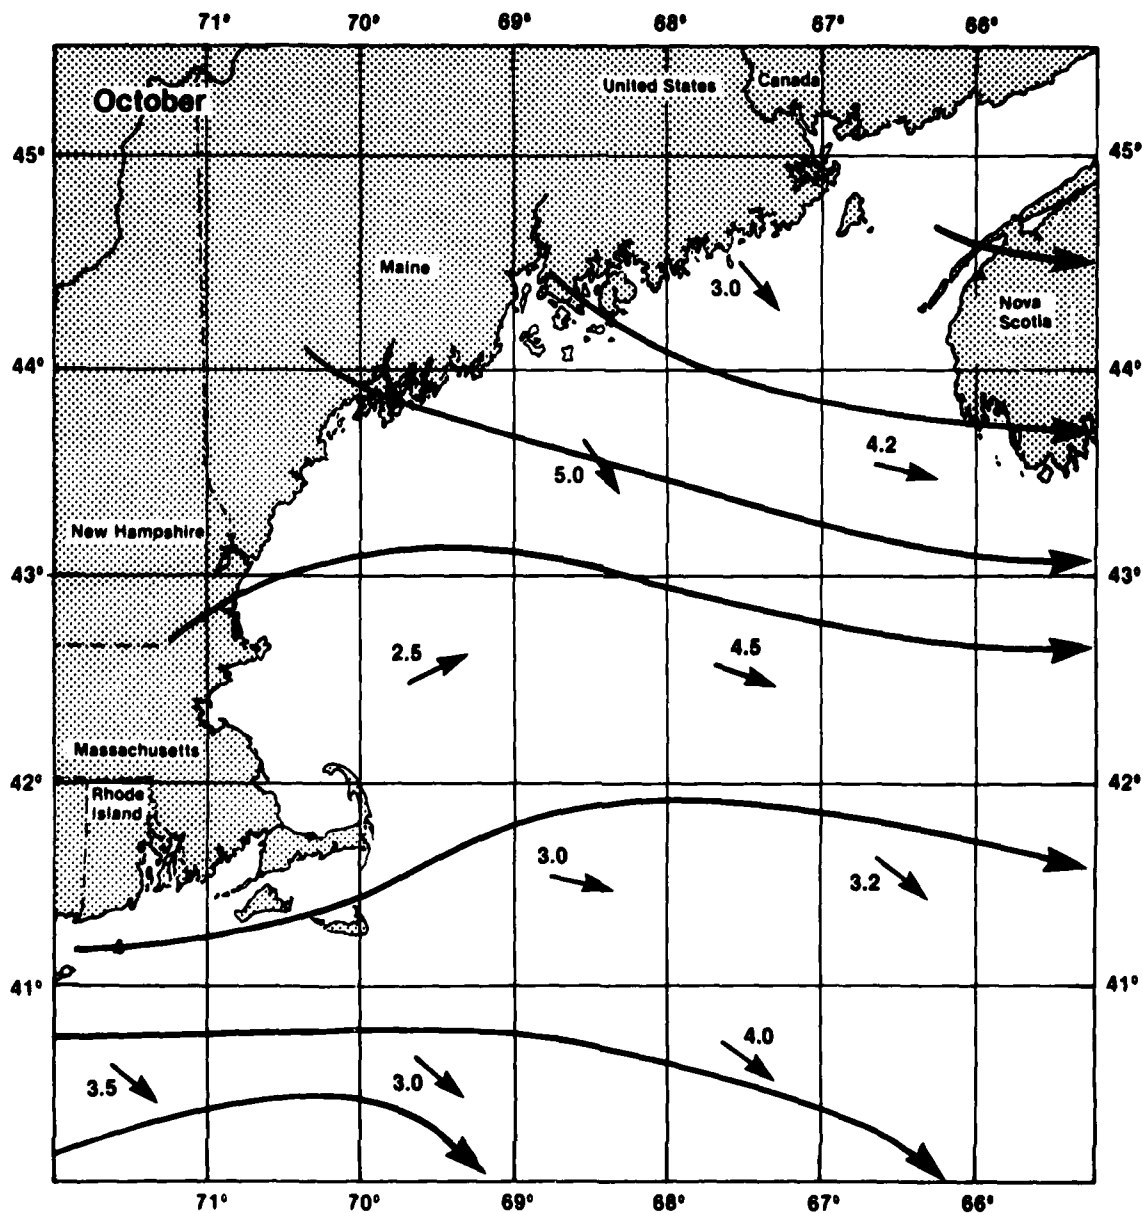 71° 70° 69° 68° 67° 66°
United States
Canada
October
45° 45°
Maine
3.0
Nova
Scotia
44° 44°
4.2
5.0
New Hampshire
43° 43°
2.5
4.5
Massachusetts
42° 42°
Rhode
Island
3.0
3.2
41° 41°
4.0
3.5
3.0
71° 70° 69° 68° 67° 66°